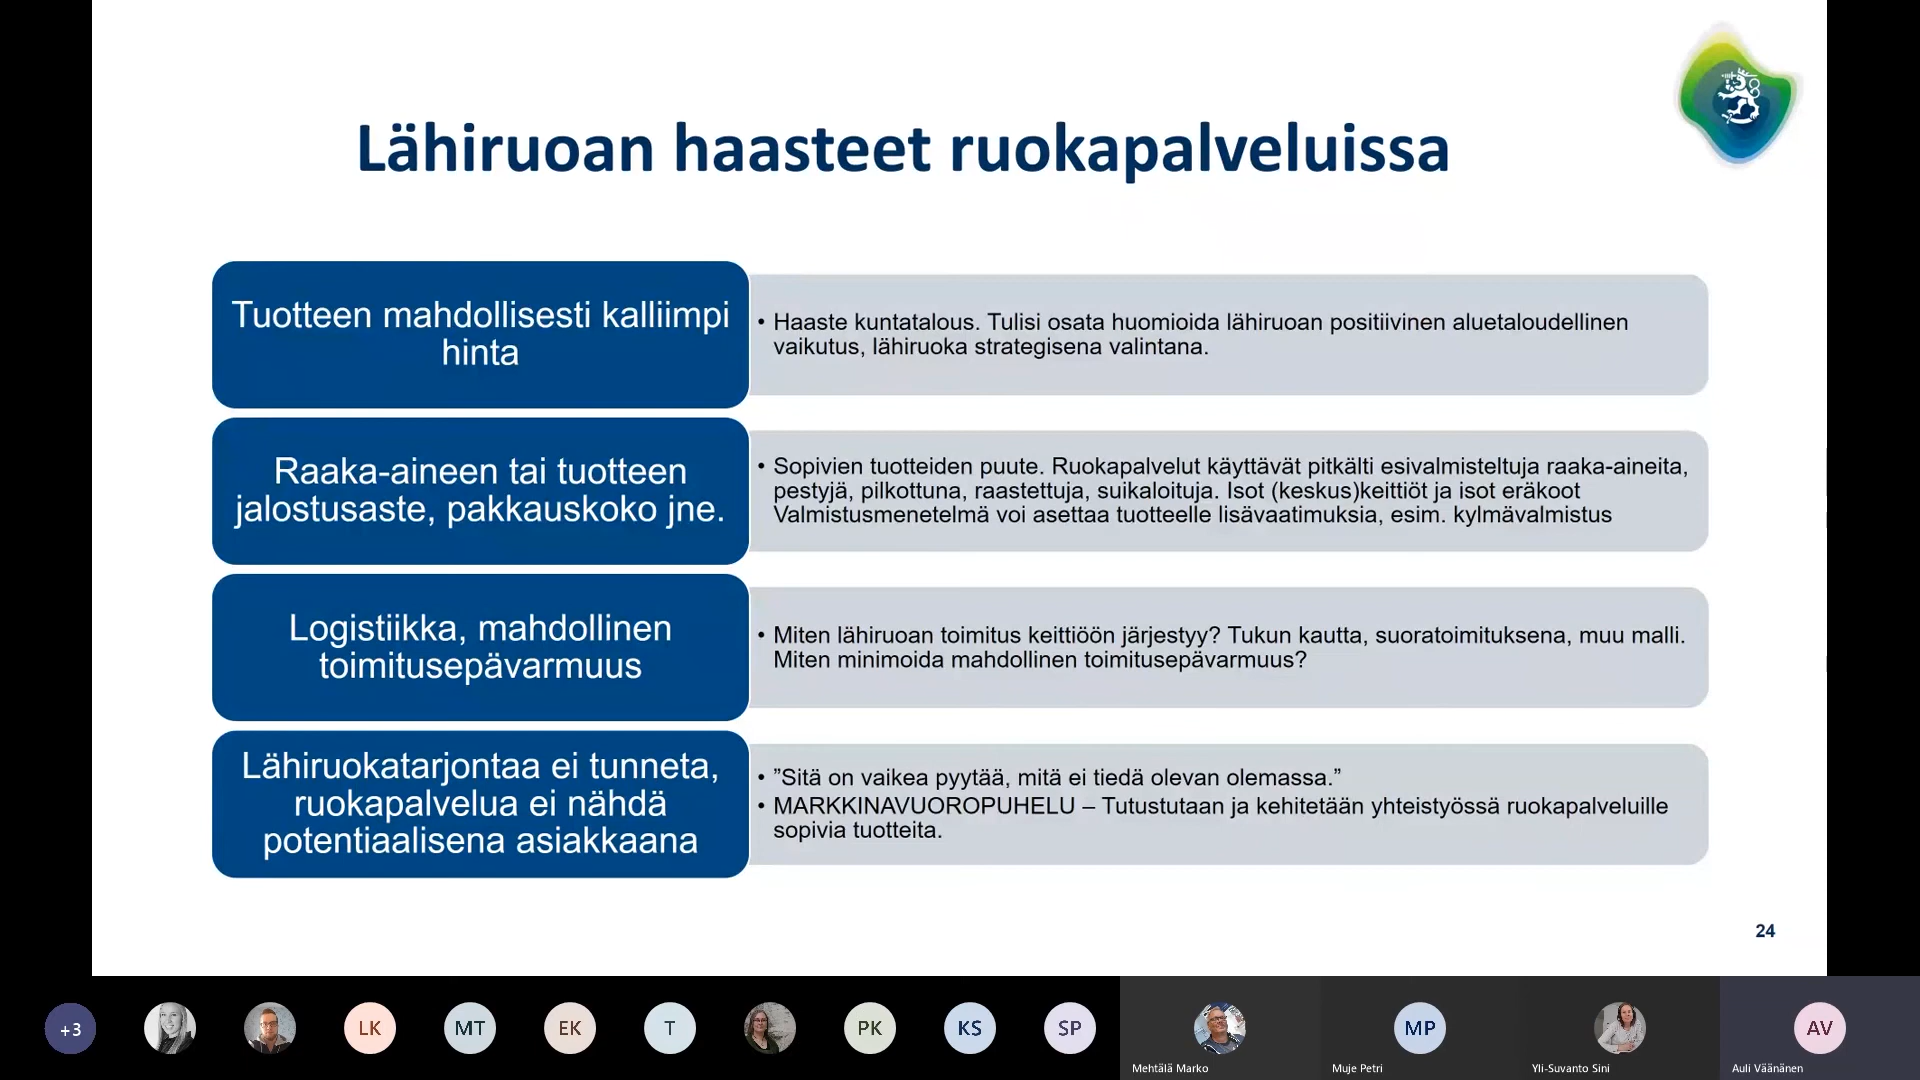 Lähiruoan haasteet ruokapalveluissa
Tuotteen mahdollisesti kalliimpi
hinta
• Haaste kuntatalous. Tulisi osata huomioida lähiruoan positiivinen aluetaloudellinen
vaikutus, lähiruoka strategisena valintana.
Raaka-aineen tai tuotteen
jalostusaste, pakkauskoko jne.
• Sopivien tuotteiden puute. Ruokapalvelut käyttävät pitkälti esivalmisteltuja raaka-aineita,
pestyjä, pilkottuna, raastettuja, suikaloituja. Isot (keskus)keittiöt ja isot eräkoot
Valmistusmenetelmä voi asettaa tuotteelle lisävaatimuksia, esim. kylmävalmistus
Logistiikka, mahdollinen
toimitusepävarmuus
• Miten lähiruoan toimitus keittiöön järjestyy? Tukun kautta, suoratoimituksena, muu malli.
Miten minimoida mahdollinen toimitusepävarmuus?
Lähiruokatarjontaa ei tunneta,
ruokapalvelua ei nähdä
potentiaalisena asiakkaana
• ”Sitä on vaikea pyytää, mitä ei tiedä olevan olemassa.”
• MARKKINAVUOROPUHELU – Tutustutaan ja kehitetään yhteistyössä ruokapalveluille
sopivia tuotteita.
24
+3 LK MT EK T PK KS SP MP AV
Mehtälä Marko Muje Petri Yli-Suvanto Sini Auli Väänänen